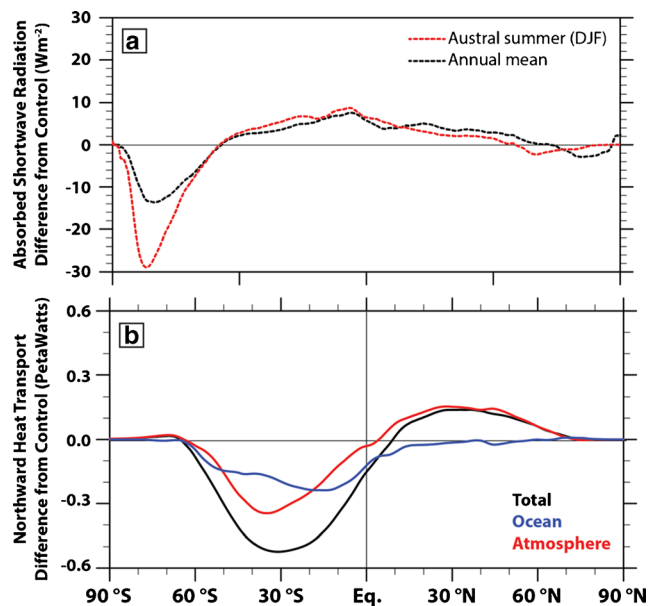 a
Austral summer (DJF)
Annual mean
Absorbed Shortwave Radiation
Difference from Control (Wm-2)
30
20
10
0
-10
-20
-30
b
Northward Heat Transport
Difference from Control (PetaWatts)
0.6
0.3
0.0
-0.3
-0.6
Total
Ocean
Atmosphere
90°S 60°S 30°S Eq. 30°N 60°N 90°N